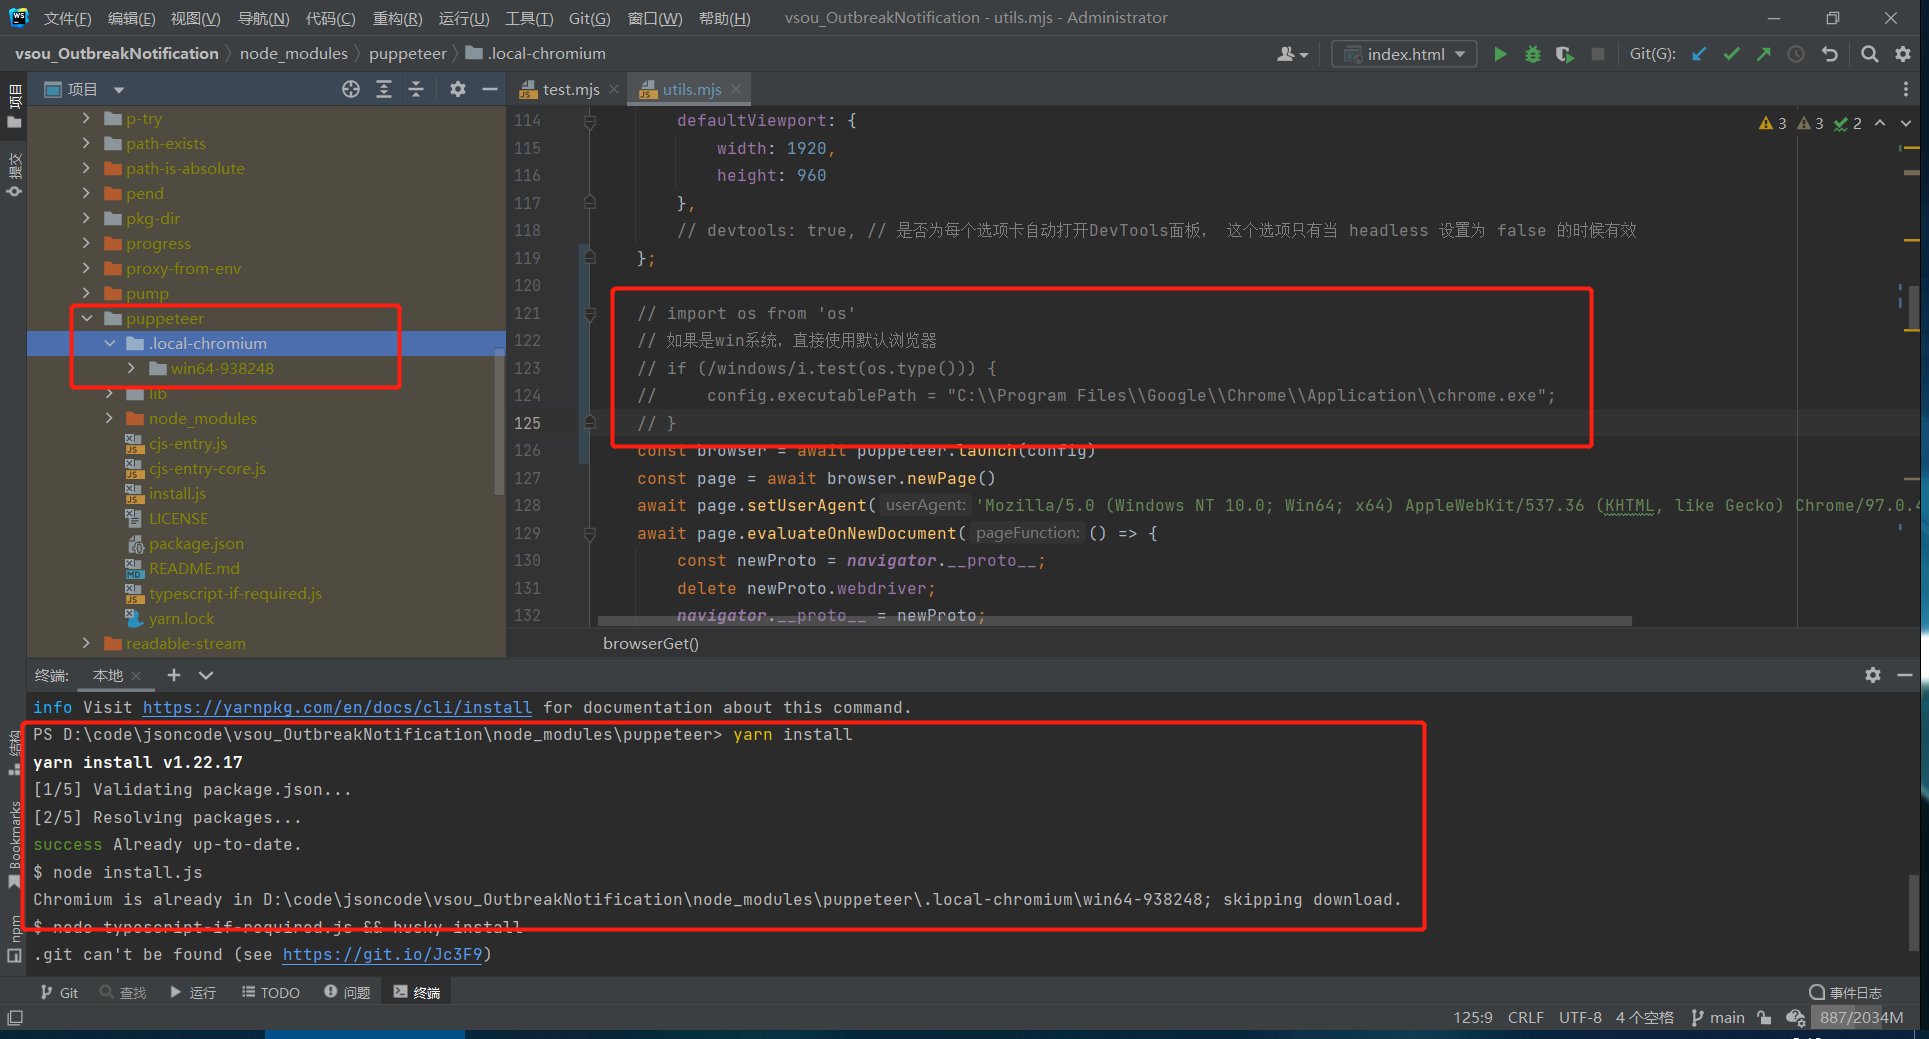 文件(F) 编辑(E) 视图(V) 导航(N) 代码(C) 重构(R) 运行(U) 工具(T) Git(G) 窗口(W) 帮助(H) vsou_OutbreakNotification - utils.mjs - Administrator
vsou_OutbreakNotification node_modules puppeteer .local-chromium index.html Git(G):
项目
提交
结构
Bookmarks
npm
项目
p-try
path-exists
path-is-absolute
pend
pkg-dir
progress
proxy-from-env
pump
puppeteer
.local-chromium
win64-938248
lib
node_modules
cjs-entry.js
cjs-entry-core.js
install.js
LICENSE
package.json
README.md
typescript-if-required.js
yarn.lock
readable-stream
test.mjs utils.mjs
3 3 2
114 defaultViewport: {
115 width: 1920,
116 height: 960
117 },
118 // devtools: true, // 是否为每个选项卡自动打开DevTools面板， 这个选项只有当 headless 设置为 false 的时候有效
119 };
120
121 // import os from 'os'
122 // 如果是win系统，直接使用默认浏览器
123 // if (/windows/i.test(os.type())) {
124 // config.executablePath = "C:\\Program Files\\Google\\Chrome\\Application\\chrome.exe";
125 // }
126 const browser = await puppeteer.launch(config)
127 const page = await browser.newPage()
128 await page.setUserAgent( userAgent: 'Mozilla/5.0 (Windows NT 10.0; Win64; x64) AppleWebKit/537.36 (KHTML, like Gecko) Chrome/97.0.4
129 await page.evaluateOnNewDocument( pageFunction: () => {
130 const newProto = navigator.__proto__;
131 delete newProto.webdriver;
132 navigator.__proto__ = newProto;
browserGet()
终端: 本地
info Visit https://yarnpkg.com/en/docs/cli/install for documentation about this command.
PS D:\code\jsoncode\vsou_OutbreakNotification\node_modules\puppeteer> yarn install
yarn install v1.22.17
[1/5] Validating package.json...
[2/5] Resolving packages...
success Already up-to-date.
$ node install.js
Chromium is already in D:\code\jsoncode\vsou_OutbreakNotification\node_modules\puppeteer\.local-chromium\win64-938248; skipping download.
$ node typescript-if-required.js && husky install
.git can't be found (see https://git.io/Jc3F9)
Git 查找 运行 TODO 问题 终端 事件日志
125:9 CRLF UTF-8 4 个空格 main 887/2034M